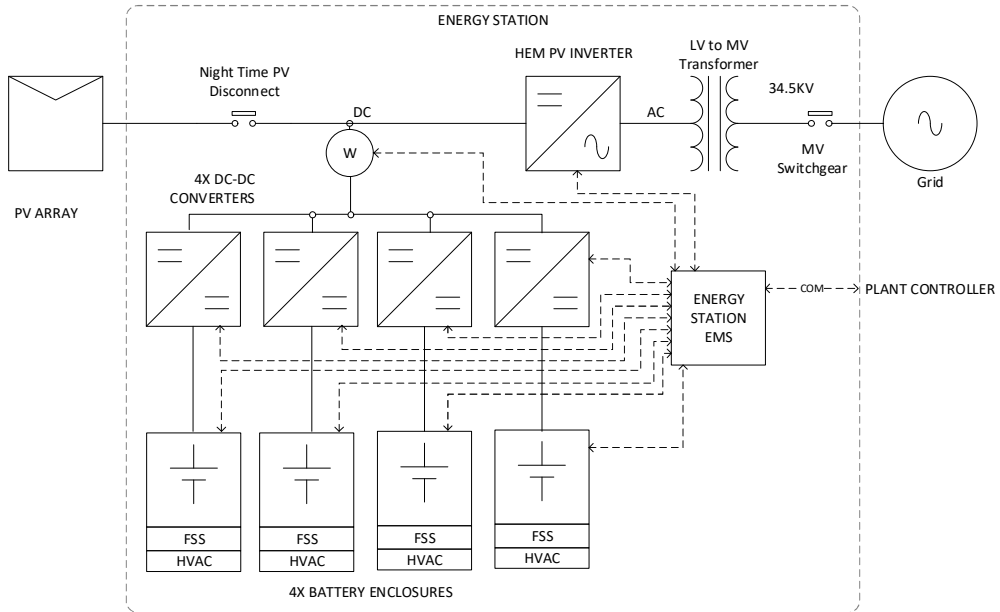 ENERGY STATION
HEM PV INVERTER
LV to MV
Transformer
Night Time PV
Disconnect
34.5KV
DC
AC
W
MV
Switchgear
Grid
PV ARRAY
4X DC-DC
CONVERTERS
ENERGY
STATION
EMS
COM
PLANT CONTROLLER
FSS
HVAC
FSS
HVAC
FSS
HVAC
FSS
HVAC
4X BATTERY ENCLOSURES